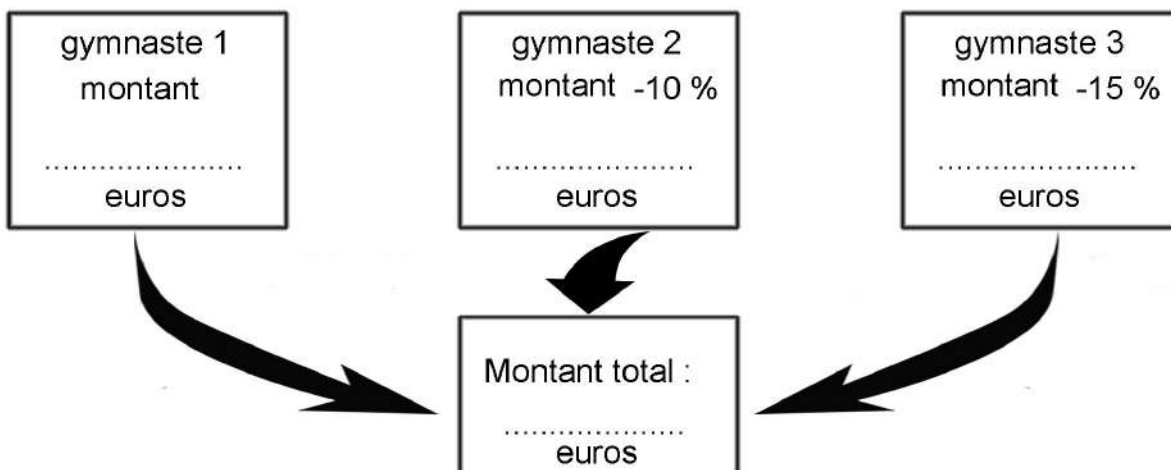 gymnaste 1
montant
......................
euros
gymnaste 2
montant -10 %
......................
euros
gymnaste 3
montant -15 %
......................
euros
Montant total :
....................
euros